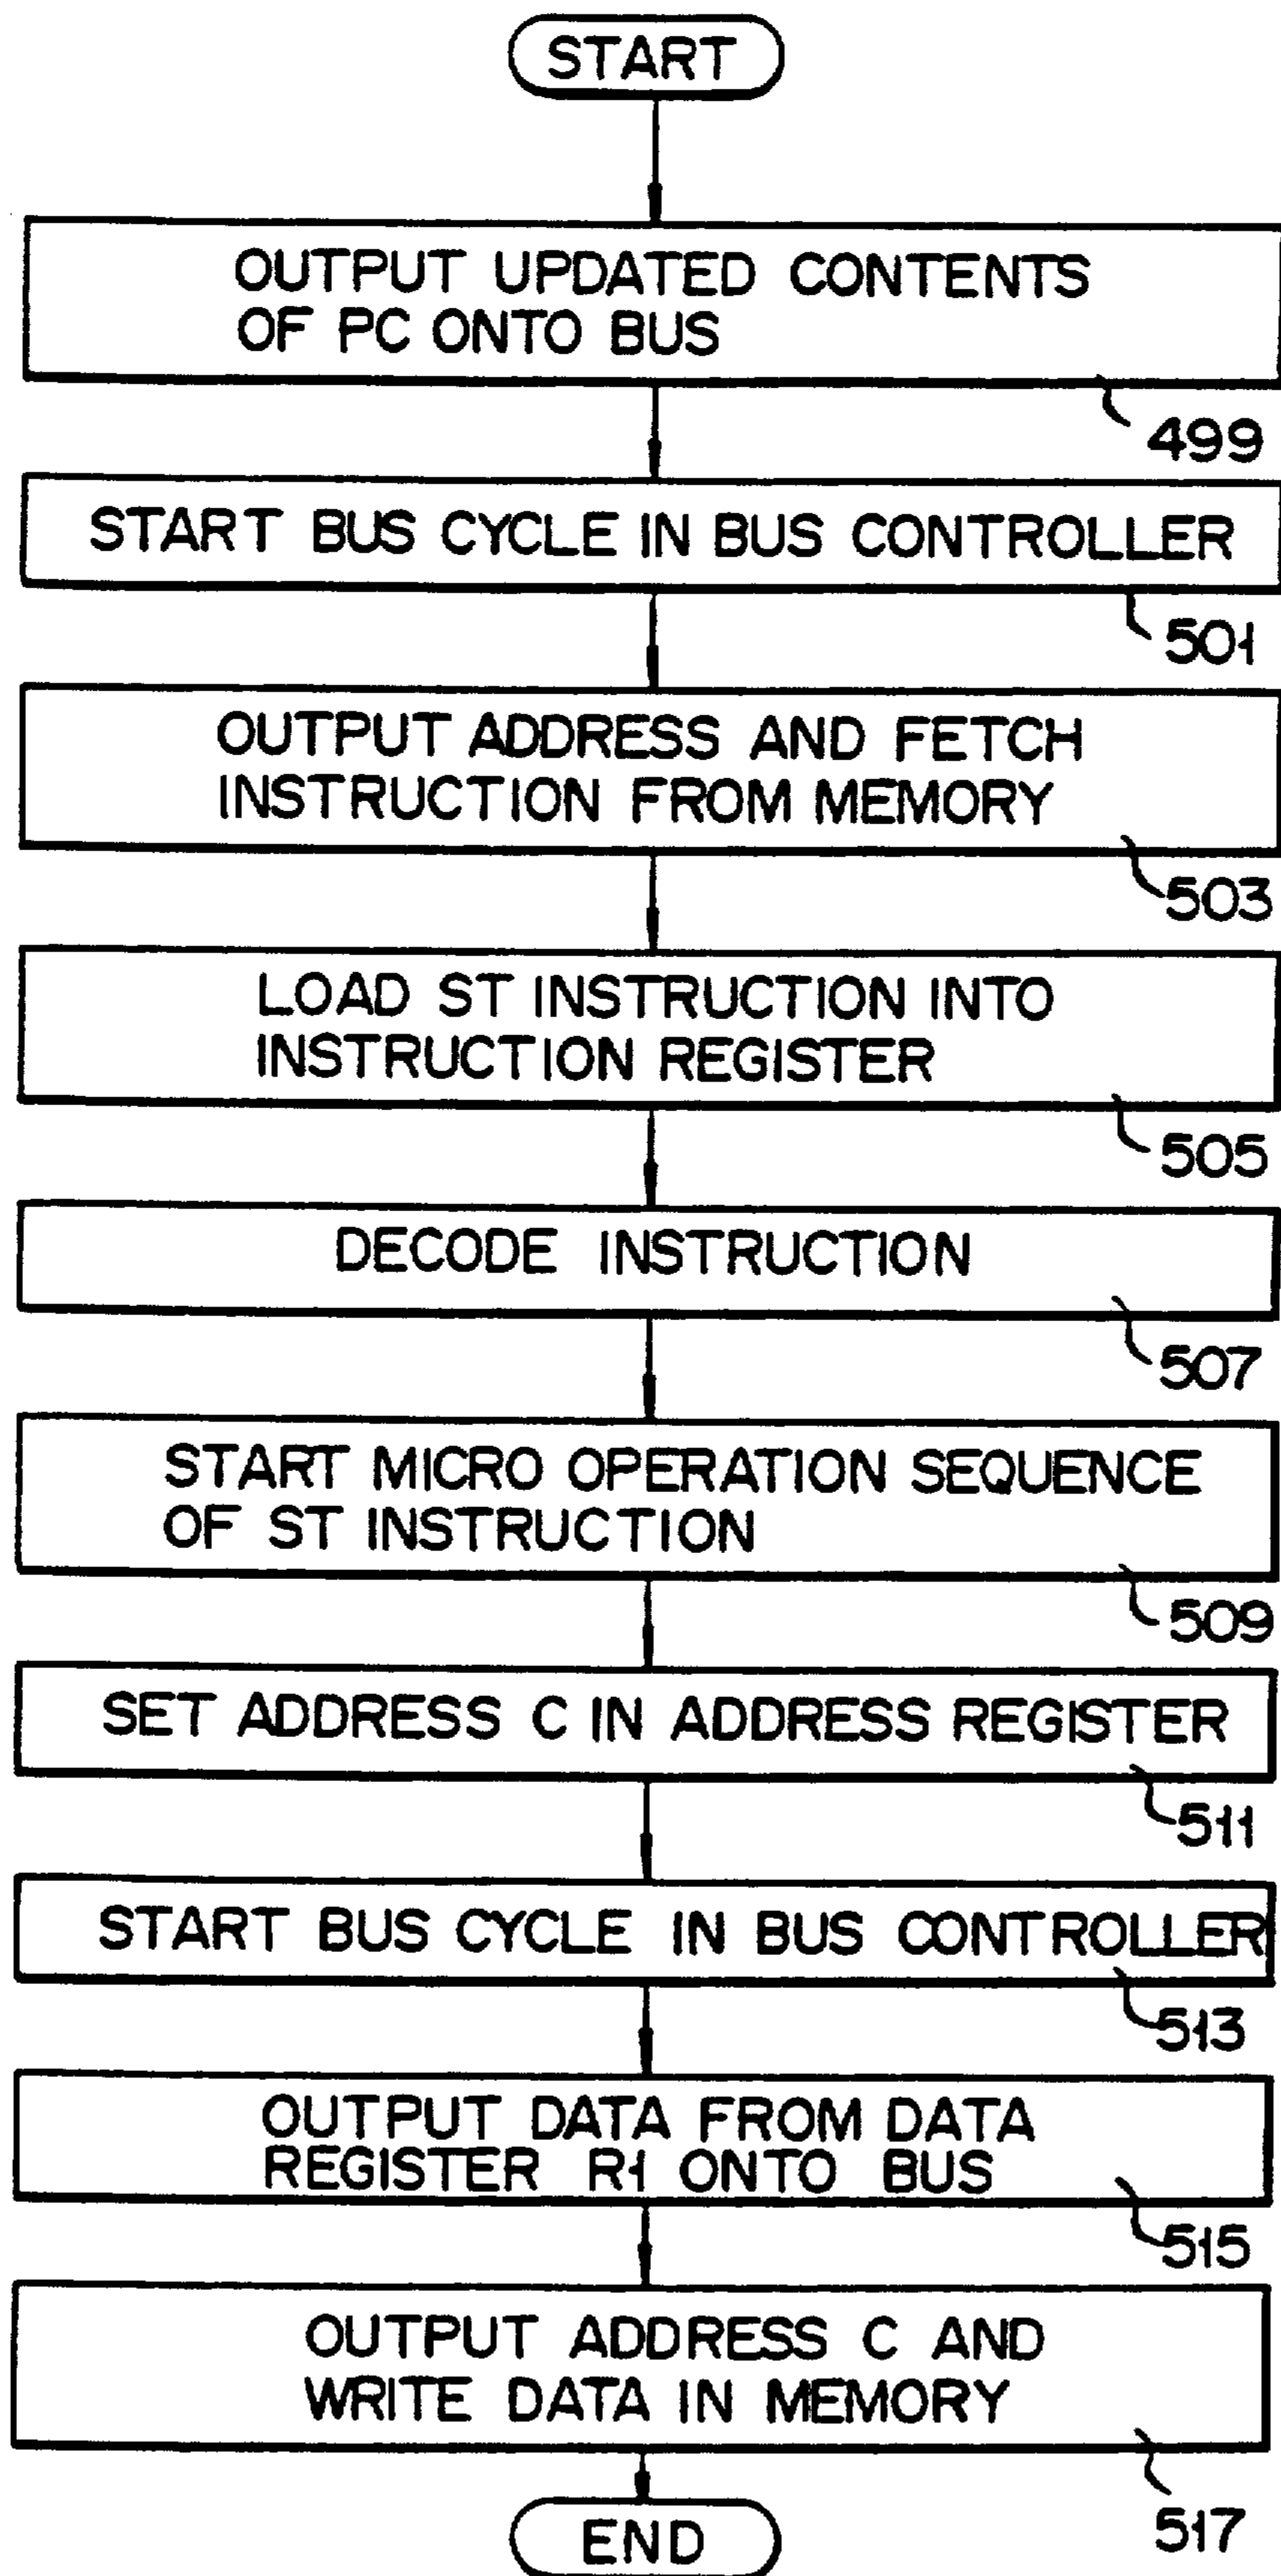 START
OUTPUT UPDATED CONTENTS
OF PC ONTO BUS
499
START BUS CYCLE IN BUS CONTROLLER
501
OUTPUT ADDRESS AND FETCH
INSTRUCTION FROM MEMORY
503
LOAD ST INSTRUCTION INTO
INSTRUCTION REGISTER
505
DECODE INSTRUCTION
507
START MICRO OPERATION SEQUENCE
OF ST INSTRUCTION
509
SET ADDRESS C IN ADDRESS REGISTER
511
START BUS CYCLE IN BUS CONTROLLER
513
OUTPUT DATA FROM DATA
REGISTER R1 ONTO BUS
515
OUTPUT ADDRESS C AND
WRITE DATA IN MEMORY
517
END